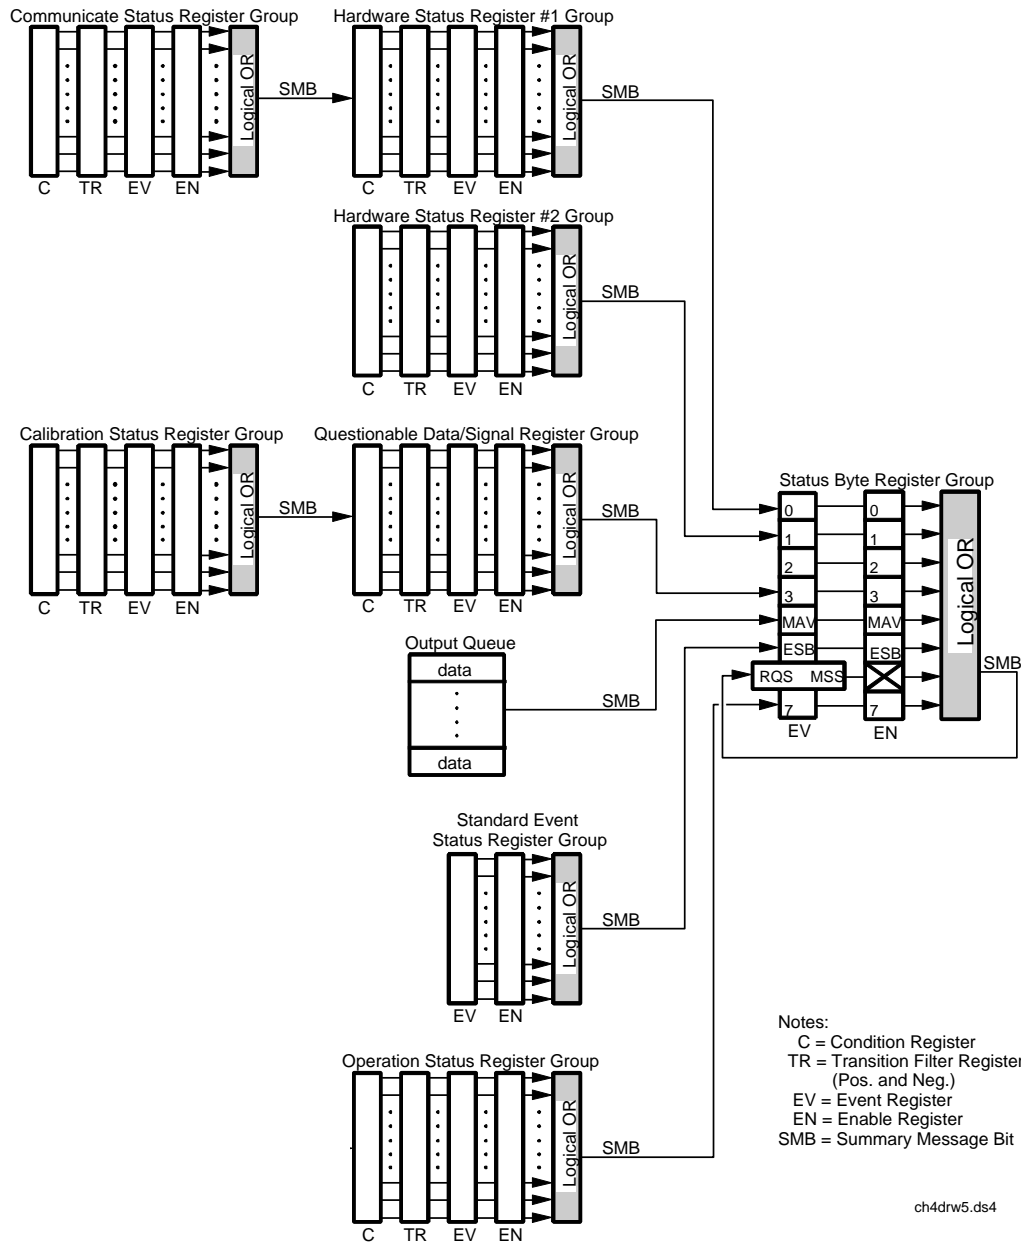 Communicate Status Register Group
Hardware Status Register #1 Group
Logical OR
SMB
Logical OR
SMB
C TR EV EN
C TR EV EN
Hardware Status Register #2 Group
Logical OR
SMB
C TR EV EN
Calibration Status Register Group
Questionable Data/Signal Register Group
Logical OR
SMB
Logical OR
SMB
C TR EV EN
C TR EV EN
Status Byte Register Group
0 0
1 1
2 2
3 3
MAV MAV
ESB ESB
RQS MSS
7 7
EV EN
Logical OR
SMB
Output Queue
data
data
SMB
Standard Event
Status Register Group
Logical OR
SMB
EV EN
Operation Status Register Group
Logical OR
SMB
C TR EV EN
Notes:
C = Condition Register
TR = Transition Filter Register
(Pos. and Neg.)
EV = Event Register
EN = Enable Register
SMB = Summary Message Bit
ch4drw5.ds4